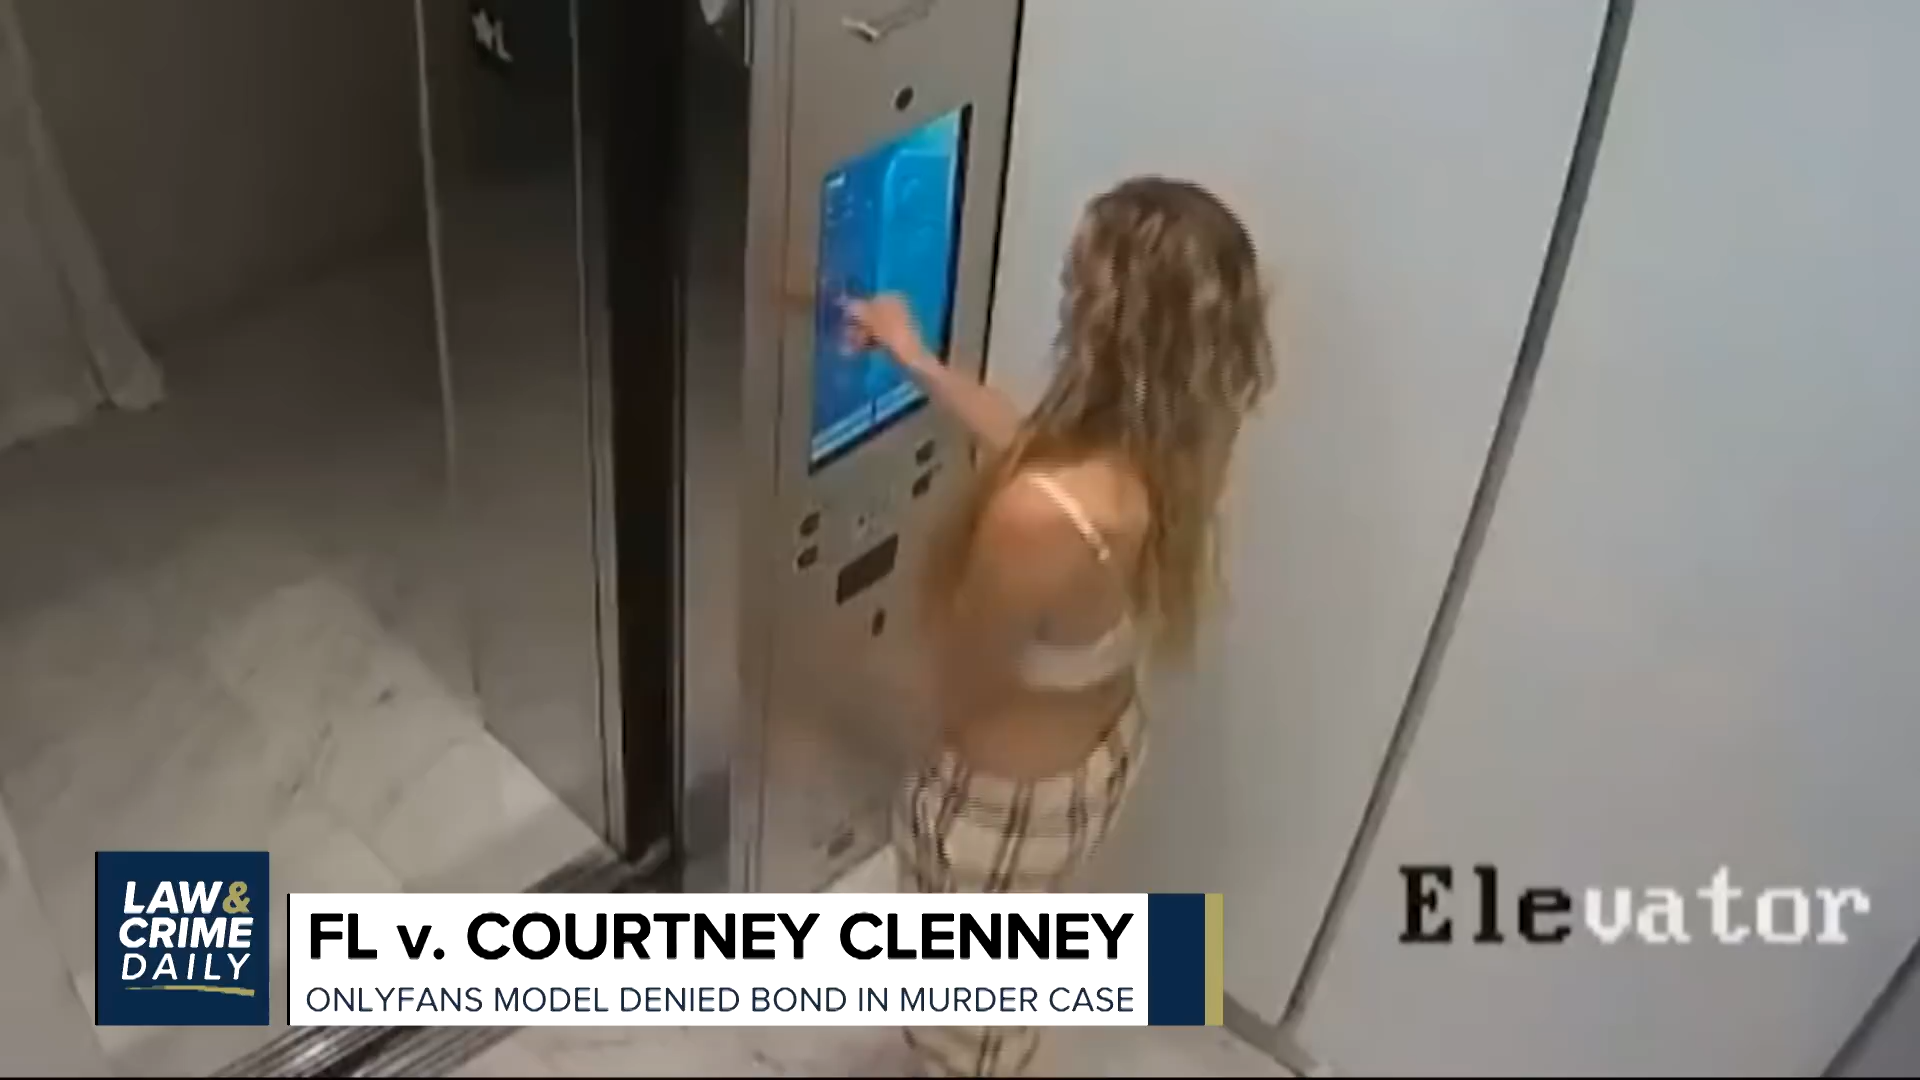 Elevator
LAW&
CRIME
DAILY
FL v. COURTNEY CLENNEY
ONLYFANS MODEL DENIED BOND IN MURDER CASE